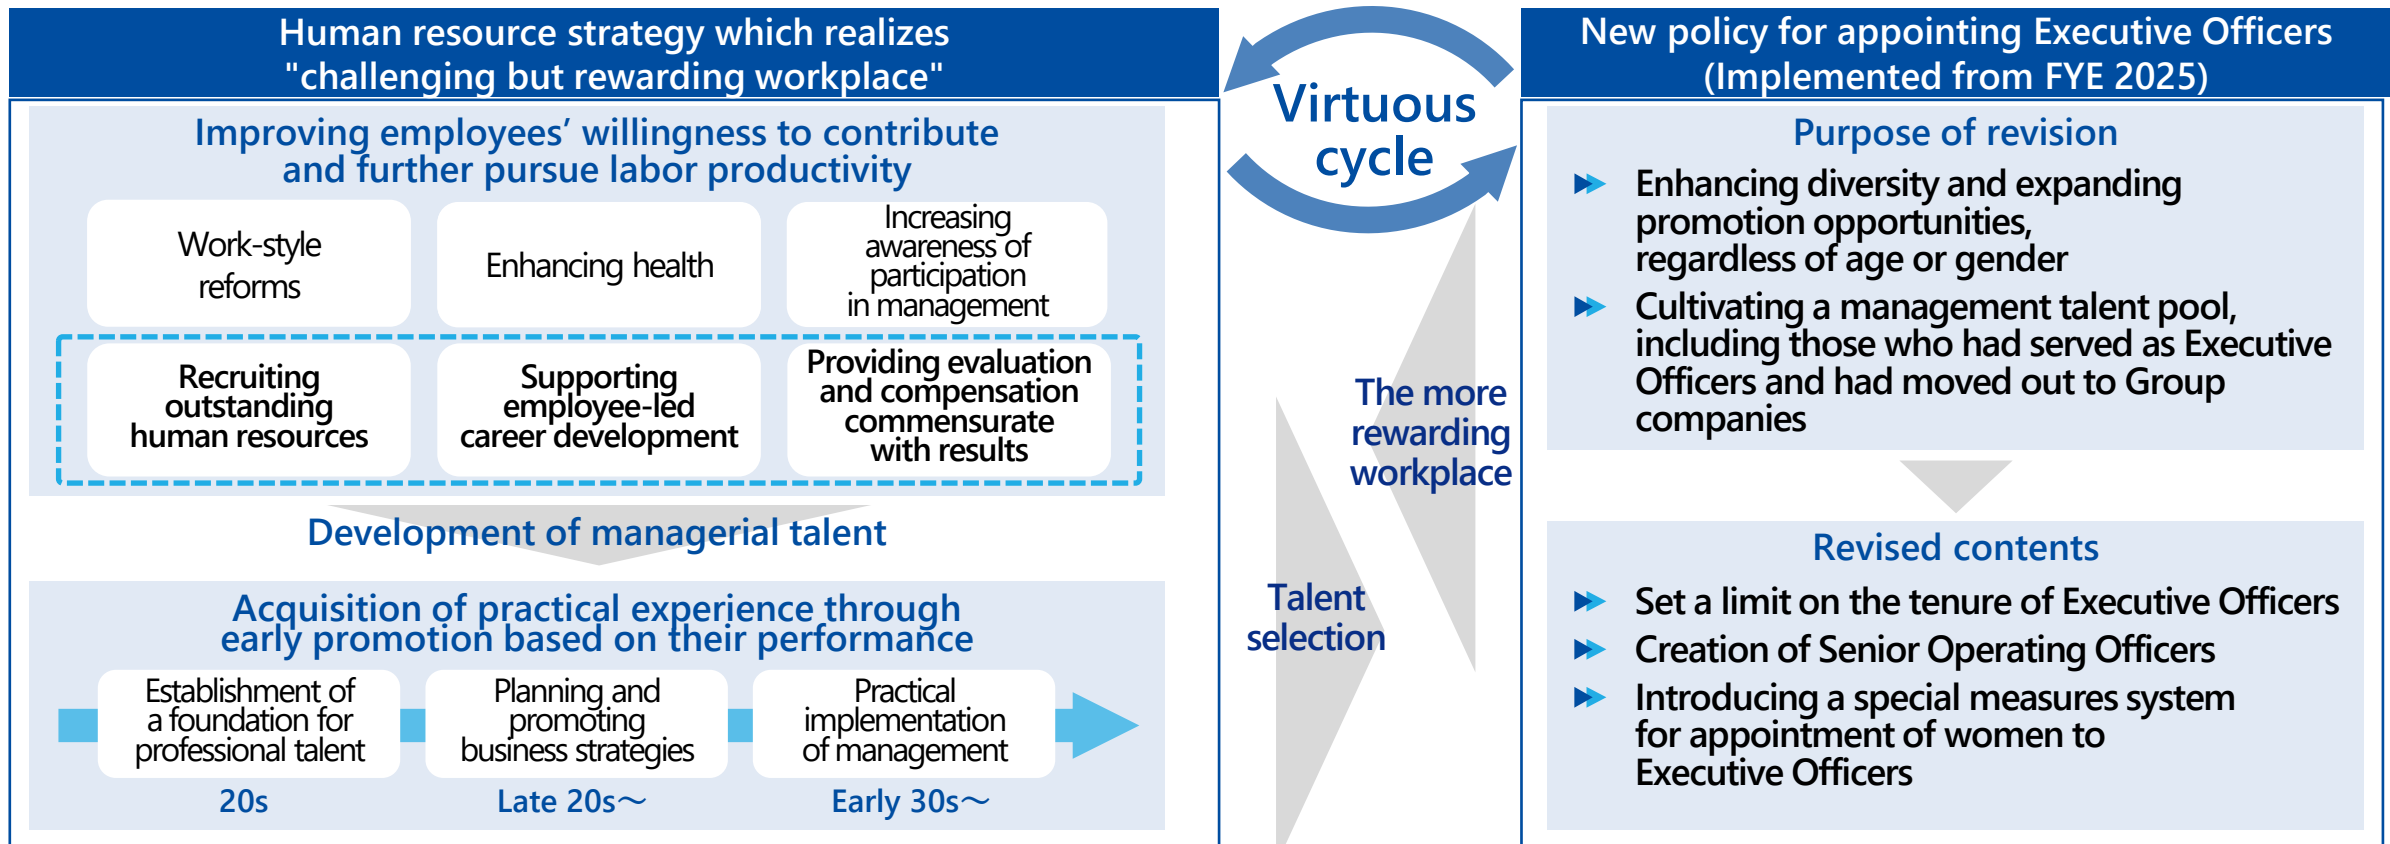 Human resource strategy which realizes
"challenging but rewarding workplace"
Improving employees’ willingness to contribute
and further pursue labor productivity
Work-style
reforms
Enhancing health
Increasing
awareness of
participation
in management
Recruiting
outstanding
human resources
Supporting
employee-led
career development
Providing evaluation
and compensation
commensurate
with results
Development of managerial talent
Acquisition of practical experience through
early promotion based on their performance
Establishment of
a foundation for
professional talent
Planning and
promoting
business strategies
Practical
implementation
of management
20s
Late 20s～
Early 30s～
Virtuous
cycle
The more
rewarding
workplace
Talent
selection
New policy for appointing Executive Officers
(Implemented from FYE 2025)
Purpose of revision
Enhancing diversity and expanding
promotion opportunities,
regardless of age or gender
Cultivating a management talent pool,
including those who had served as Executive
Officers and had moved out to Group
companies
Revised contents
Set a limit on the tenure of Executive Officers
Creation of Senior Operating Officers
Introducing a special measures system
for appointment of women to
Executive Officers